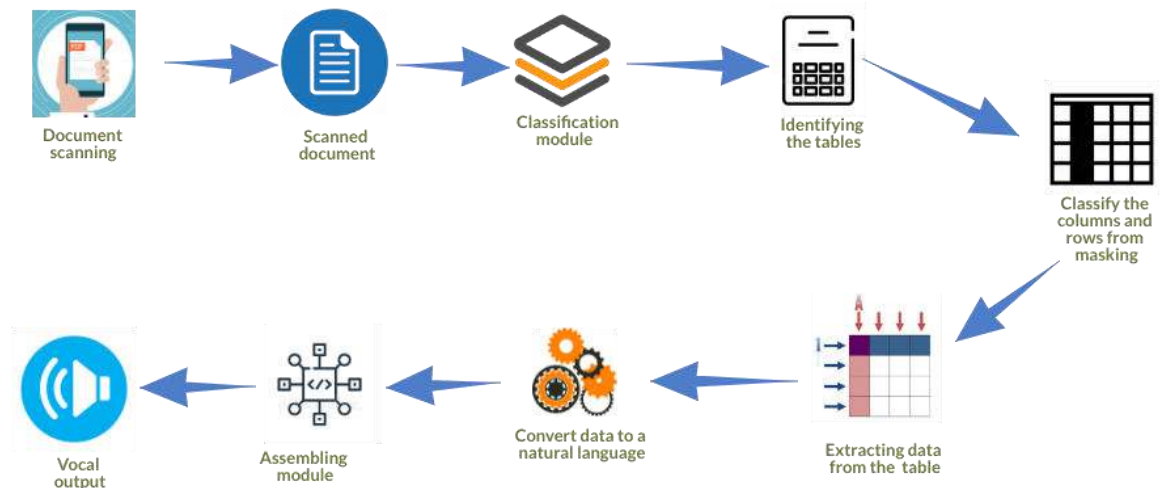 PDF
Document
scanning
Scanned
document
Classification
module
Identifying
the tables
Classify the
columns and
rows from
masking
A
1
</>
Vocal
output
Assembling
module
Convert data to a
natural language
Extracting data
from the table